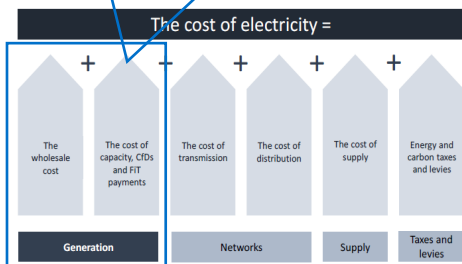 The cost of electricity =
+ + + + +
The
wholesale
cost
The cost of
capacity, CfDs
and FiT
payments
The cost of
transmission
The cost of
distribution
The cost of
supply
Energy and
carbon taxes
and levies
Generation
Networks
Supply
Taxes and
levies